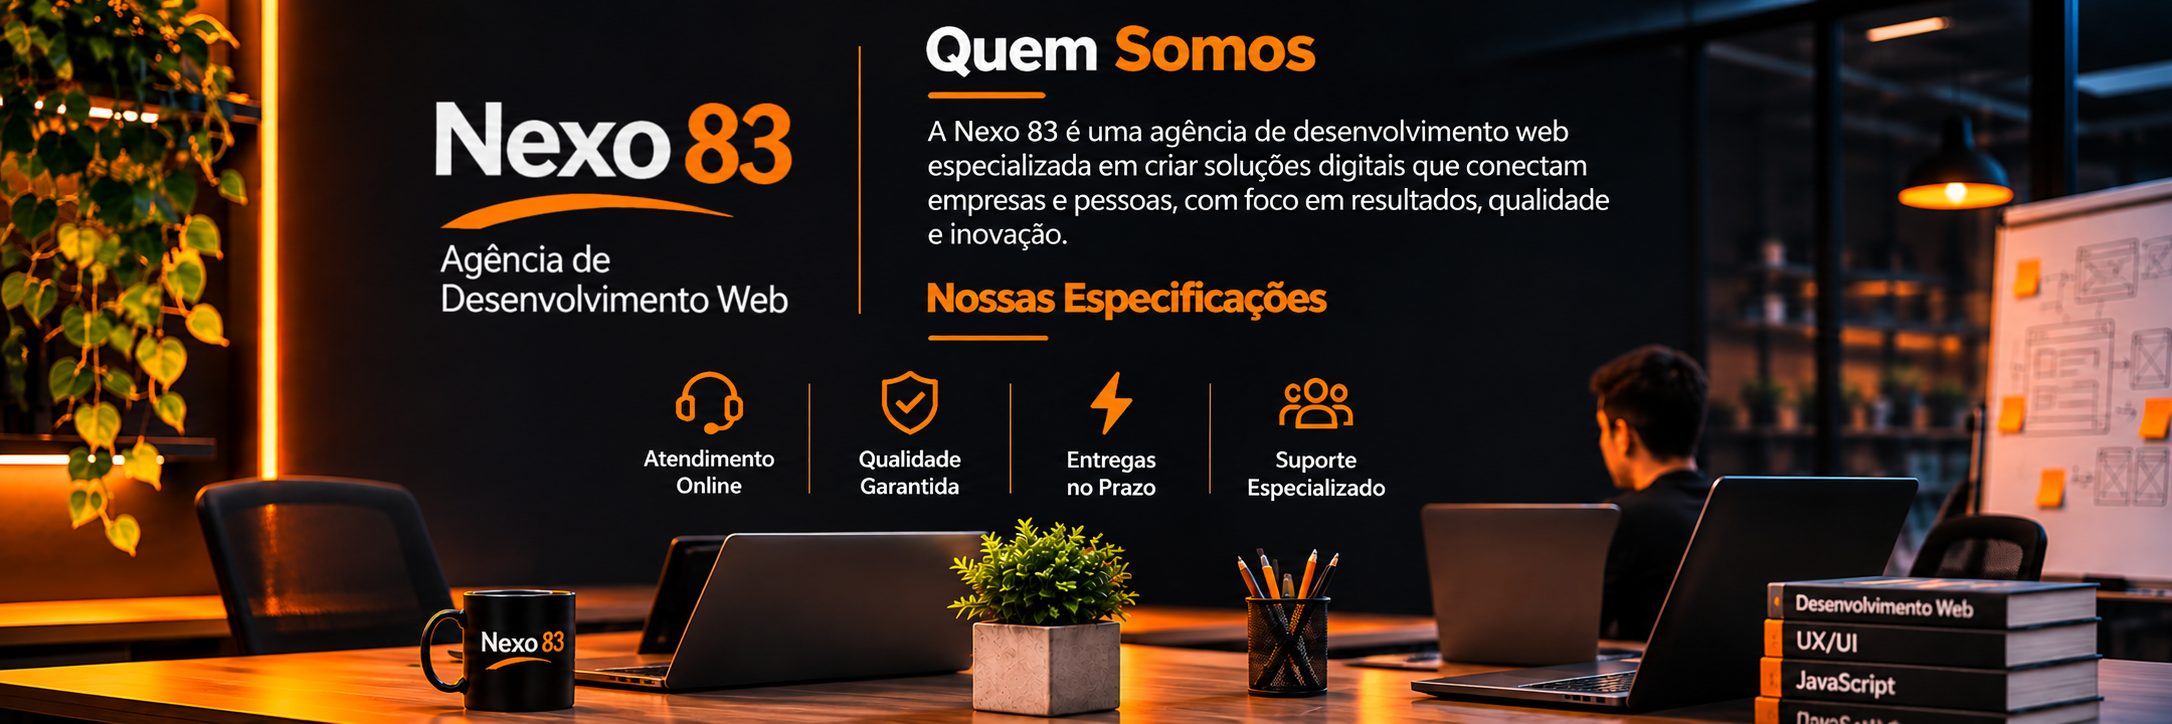 Nexo 83
Agência de
Desenvolvimento Web
Quem Somos
A Nexo 83 é uma agência de desenvolvimento web
especializada em criar soluções digitais que conectam
empresas e pessoas, com foco em resultados, qualidade
e inovação.
Nossas Especificações
Atendimento
Online
Qualidade
Garantida
Entregas
no Prazo
Suporte
Especializado
Nexo 83
Desenvolvimento Web
UX/UI
JavaScript